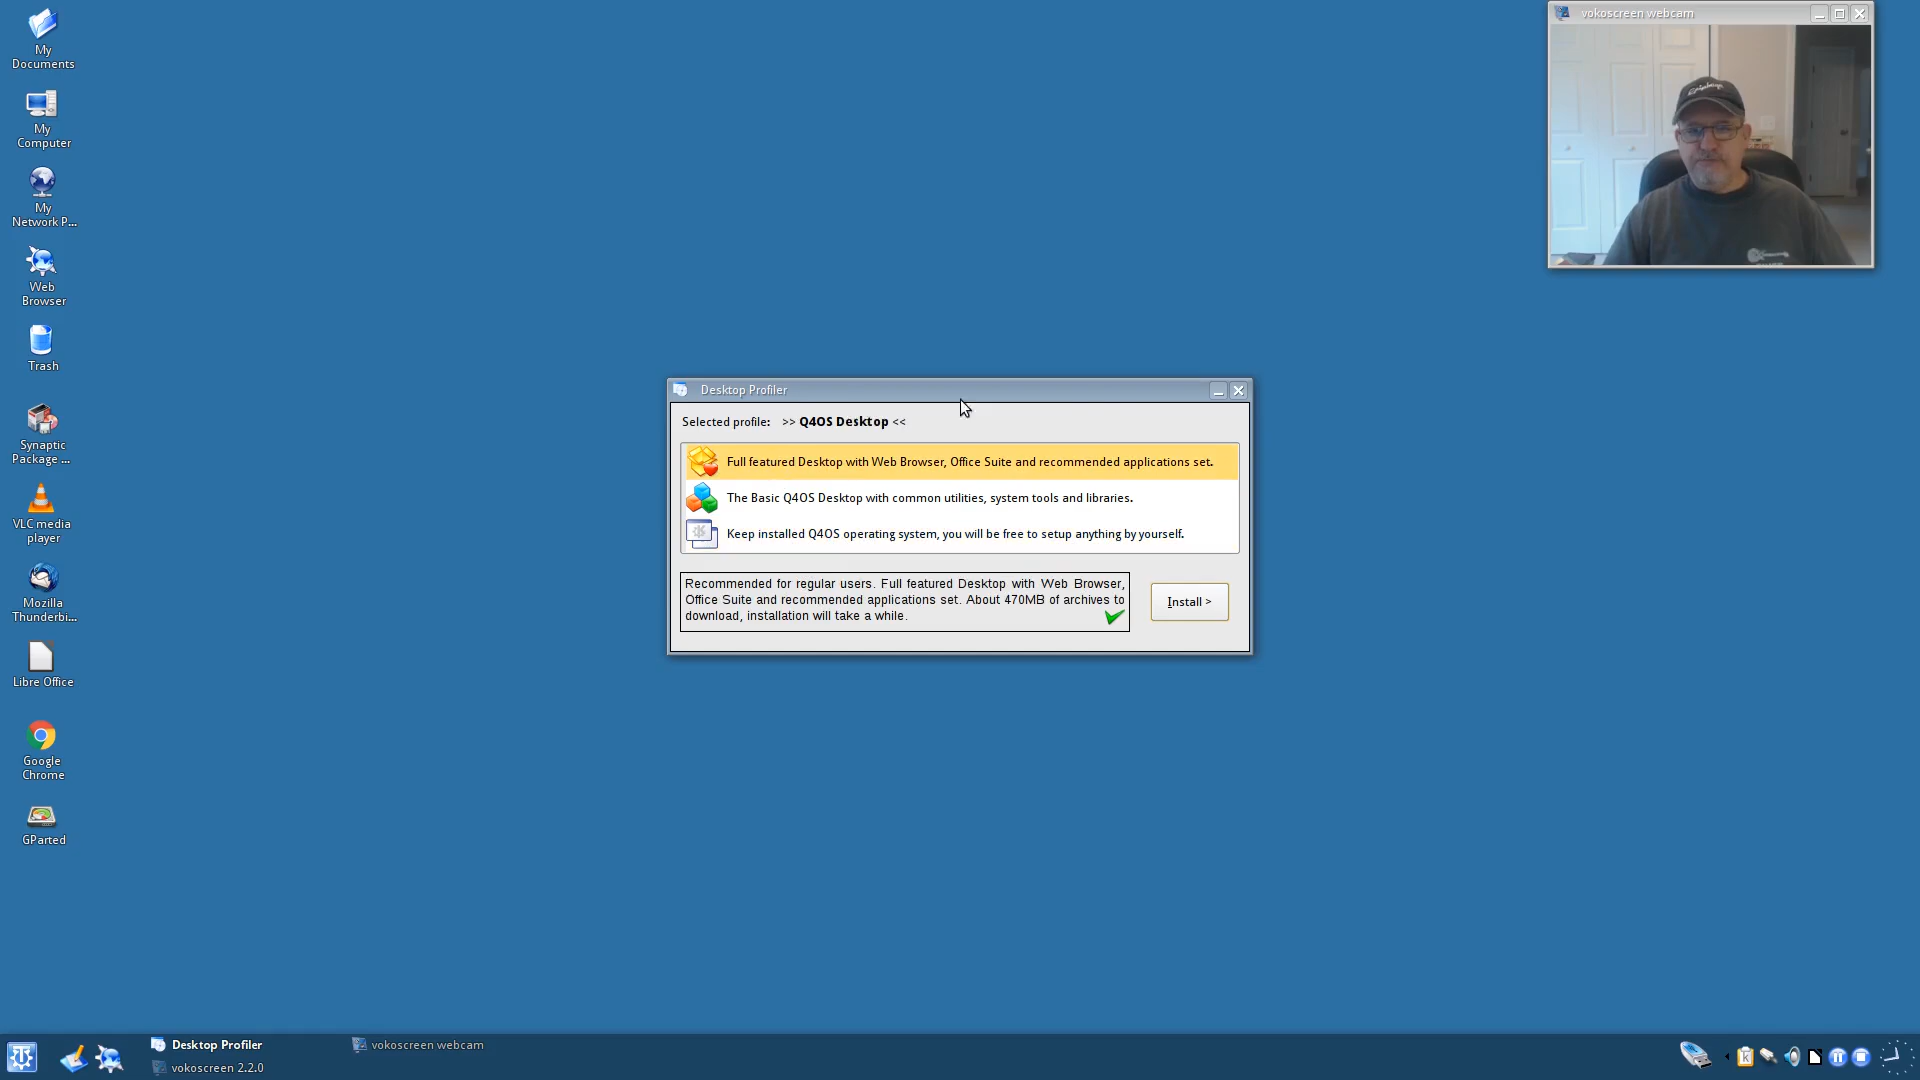 My
Documents
My
Computer
My
Network P...
Web
Browser
Trash
Synaptic
Package ...
VLC media
player
Mozilla
Thunderbi...
Libre Office
Google
Chrome
GParted
vokoscreen webcam
Desktop Profiler
Selected profile: >> Q4OS Desktop <<
Full featured Desktop with Web Browser, Office Suite and recommended applications set.
The Basic Q4OS Desktop with common utilities, system tools and libraries.
Keep installed Q4OS operating system, you will be free to setup anything by yourself.
Recommended for regular users. Full featured Desktop with Web Browser,
Office Suite and recommended applications set. About 470MB of archives to
download, installation will take a while.
Install >
Desktop Profiler
vokoscreen webcam
vokoscreen 2.2.0